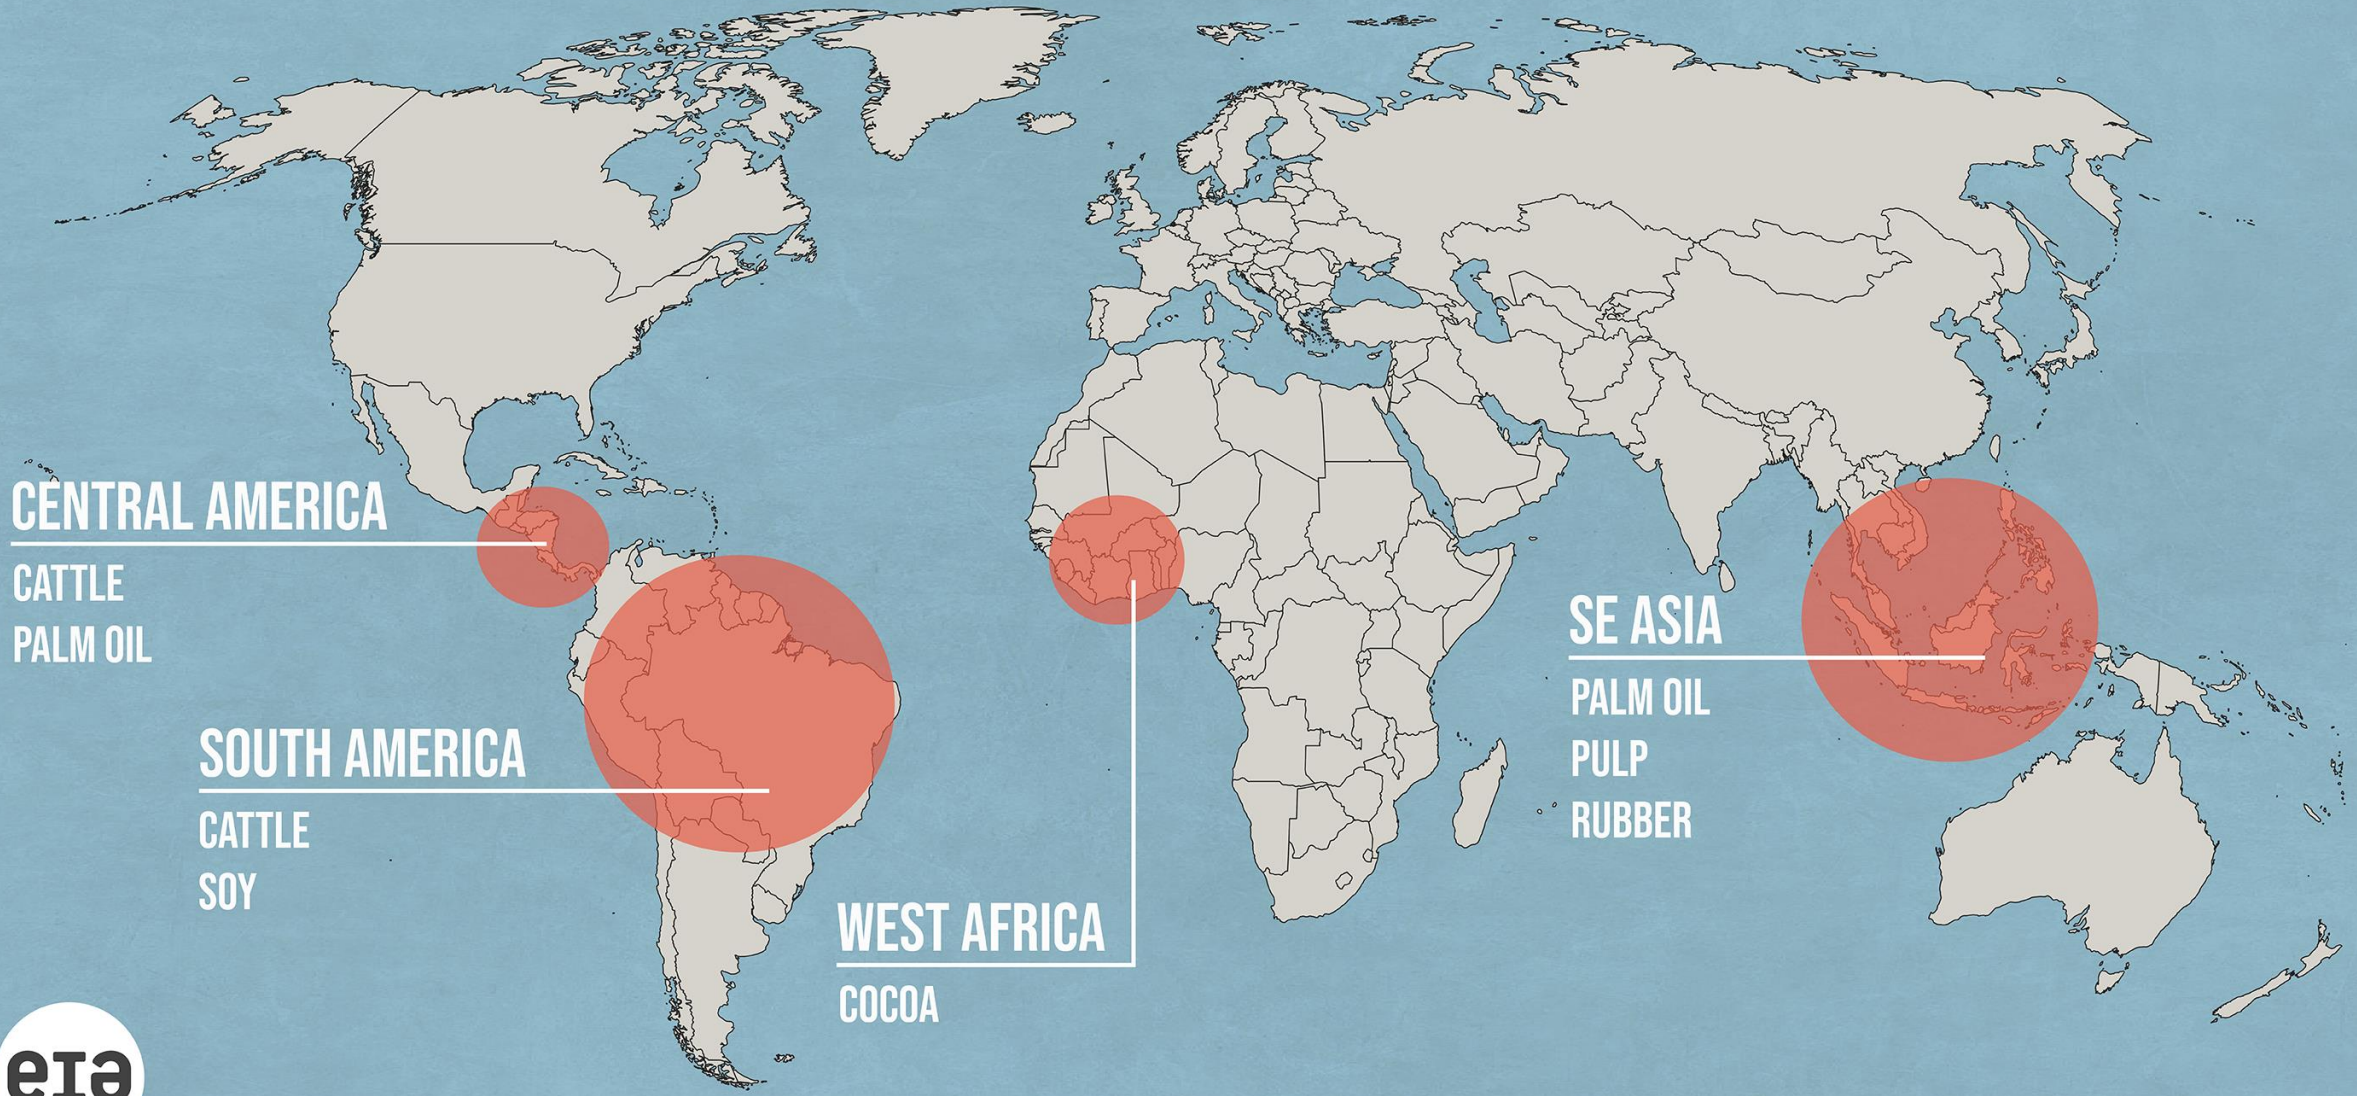 CENTRAL AMERICA
CATTLE
PALM OIL
SOUTH AMERICA
CATTLE
SOY
WEST AFRICA
COCOA
SE ASIA
PALM OIL
PULP
RUBBER
eia